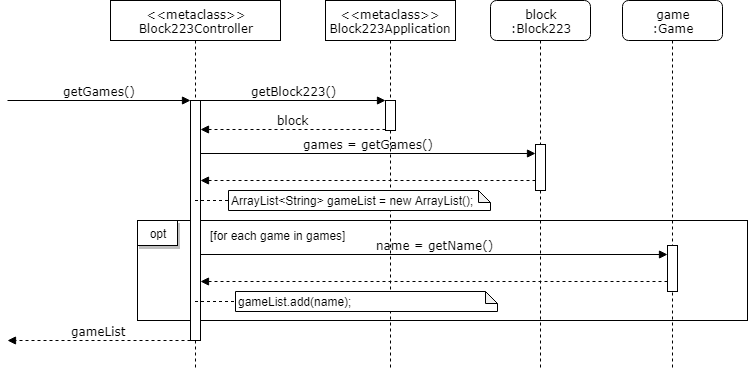 <<metaclass>>
Block223Controller
<<metaclass>>
Block223Application
block
:Block223
game
:Game
getGames()
getBlock223()
block
games = getGames()
ArrayList<String> gameList = new ArrayList();
opt
[for each game in games]
name = getName()
gameList.add(name);
gameList